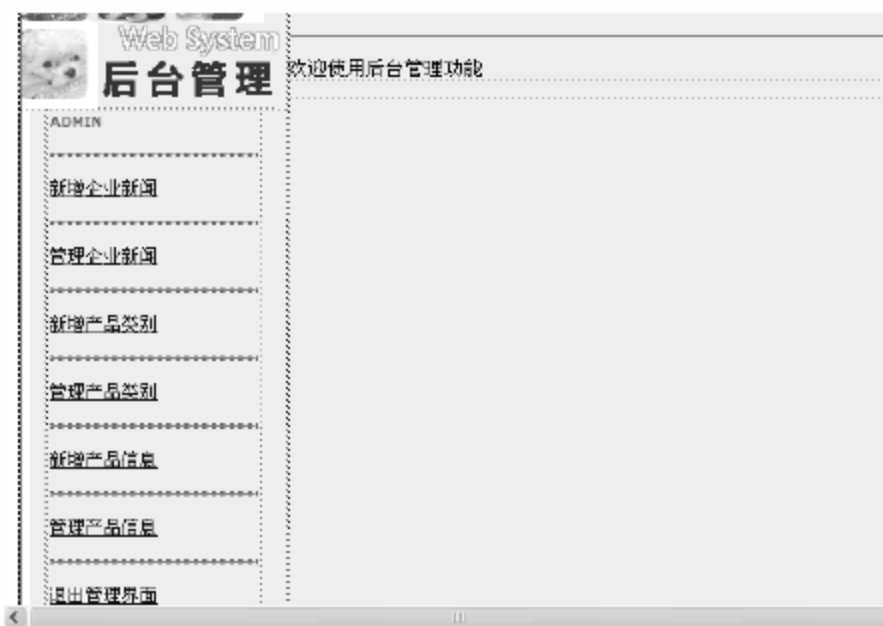 Web System
后台管理
欢迎使用后台管理功能
ADMIN
新增企业新闻
管理企业新闻
新增产品类别
管理产品类别
新增产品信息
管理产品信息
退出管理界面